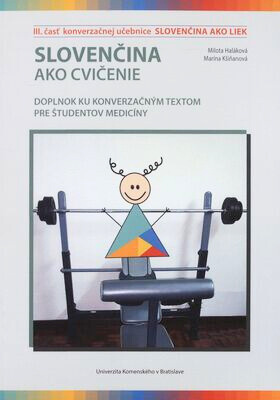 III. časť konverzačnej učebnice SLOVENČINA AKO LIEK
Milota Haláková
Marína Kšiňanová
SLOVENČINA
AKO CVIČENIE
DOPLNOK KU KONVERZAČNÝM TEXTOM
PRE ŠTUDENTOV MEDICÍNY
Univerzita Komenského v Bratislave